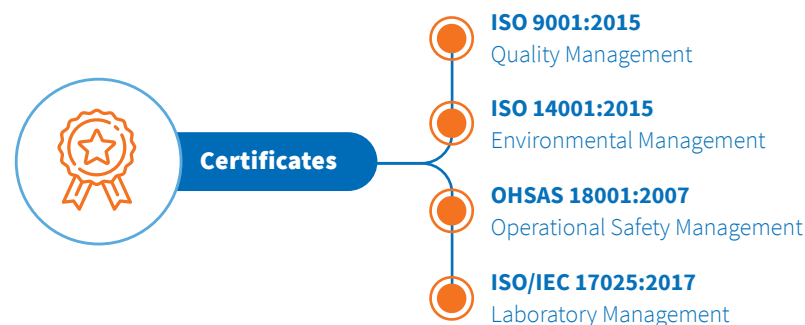 Certificates
ISO 9001:2015
Quality Management
ISO 14001:2015
Environmental Management
OHSAS 18001:2007
Operational Safety Management
ISO/IEC 17025:2017
Laboratory Management